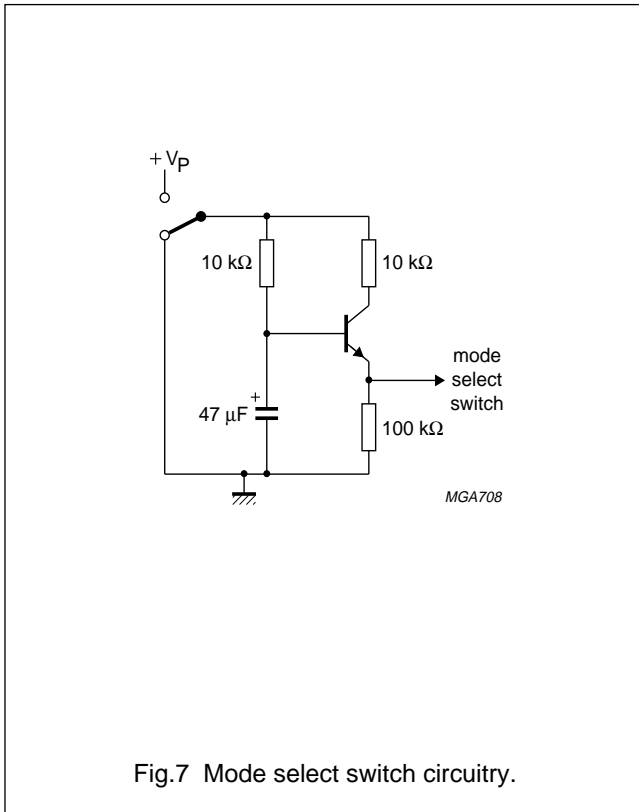 + VP
10 kΩ
10 kΩ
mode
select
switch
+
47 μF
100 kΩ
MGA708
Fig.7 Mode select switch circuitry.